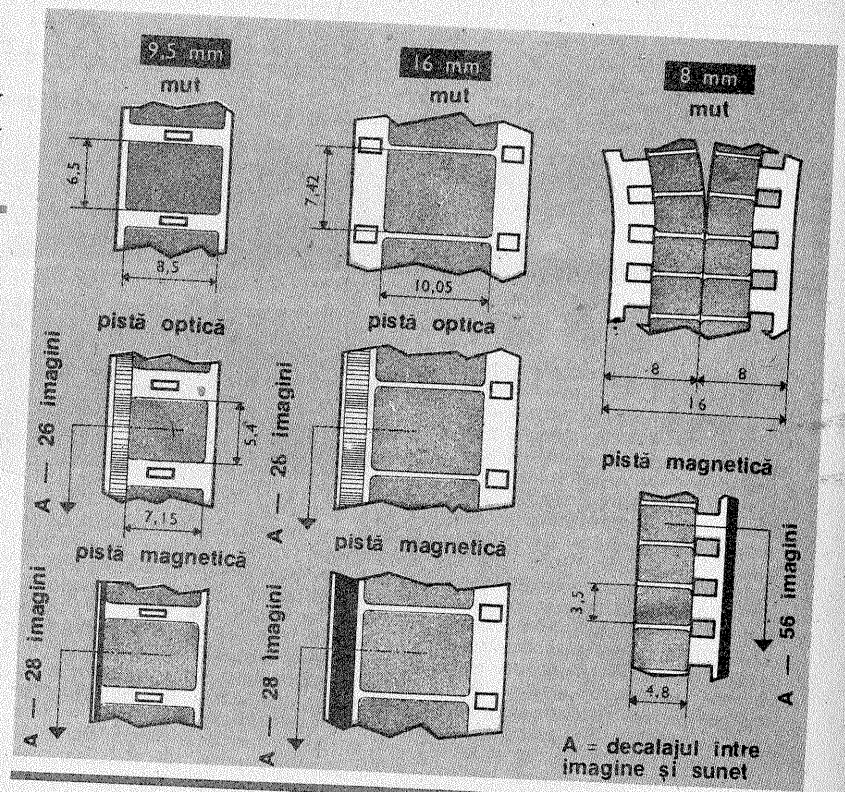 9,5 mm
mut
6,5
8,5
pistă optică
A — 26 imagini
5,4
7,15
pistă magnetică
A — 28 imagini
16 mm
mut
7,42
10,05
pistă optica
A — 26 imagini
pistă magnetică
A — 28 imagini
8 mm
mut
8
8
16
pistă magnetică
3,5
4,8
A — 56 imagini
A = decalajul intre
imagine și sunet